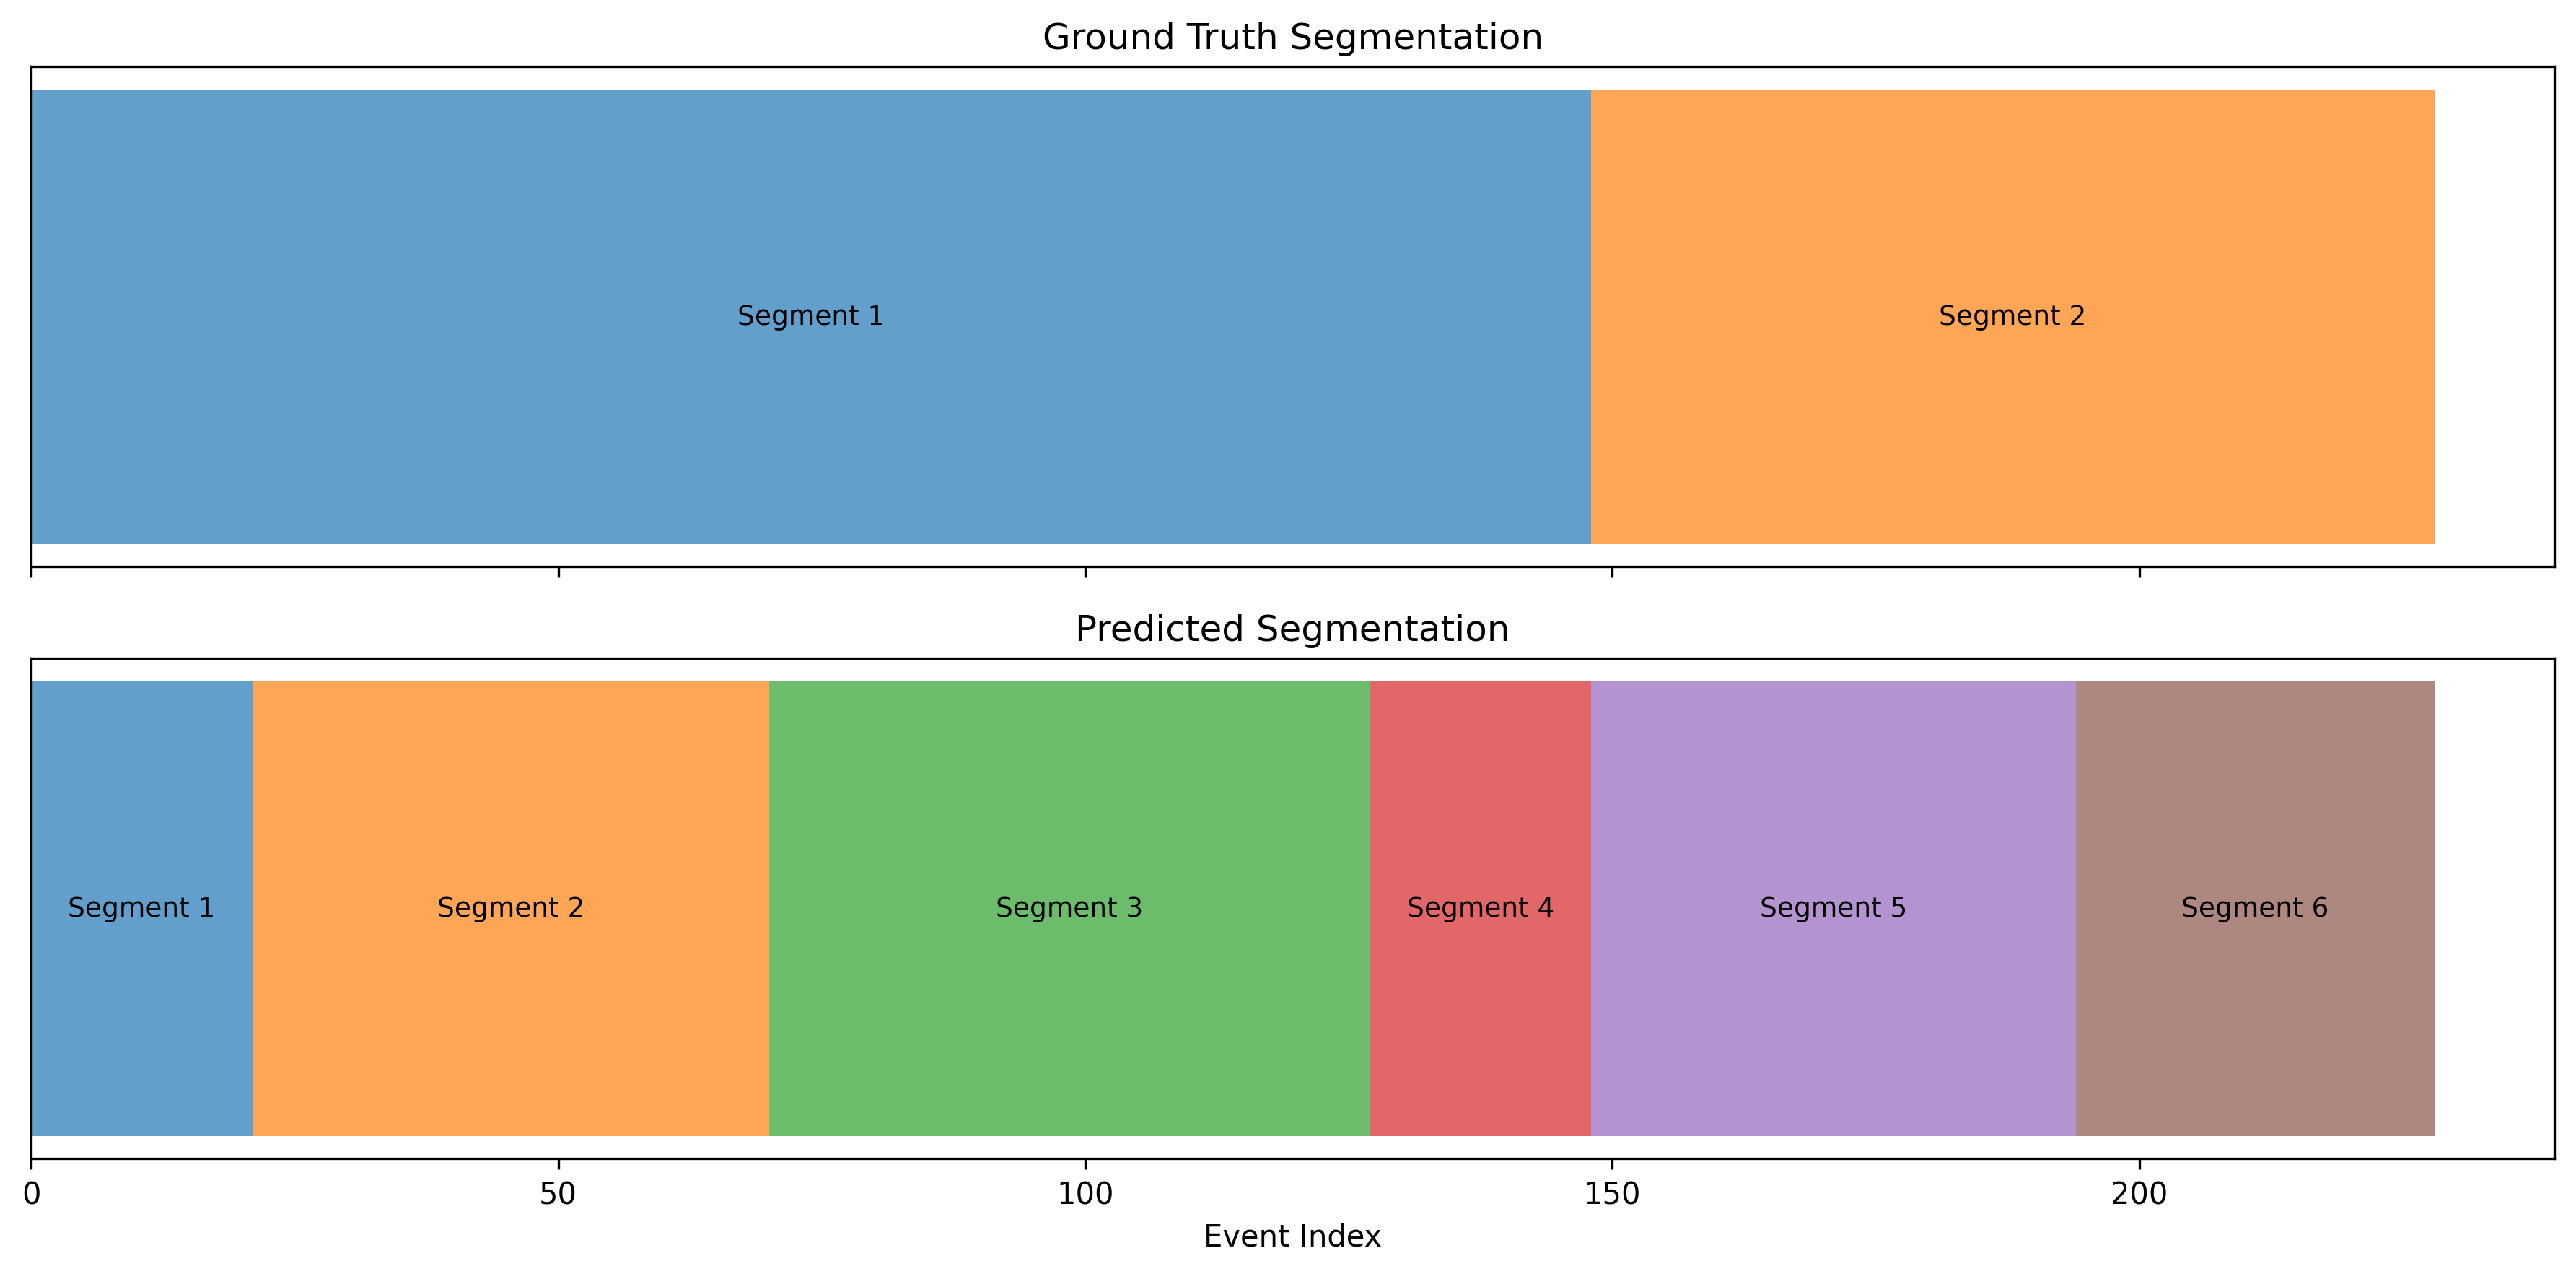 Ground Truth Segmentation
Segment 1 Segment 2
Predicted Segmentation
Segment 1 Segment 2 Segment 3 Segment 4 Segment 5 Segment 6
0 50 100 150 200
Event Index